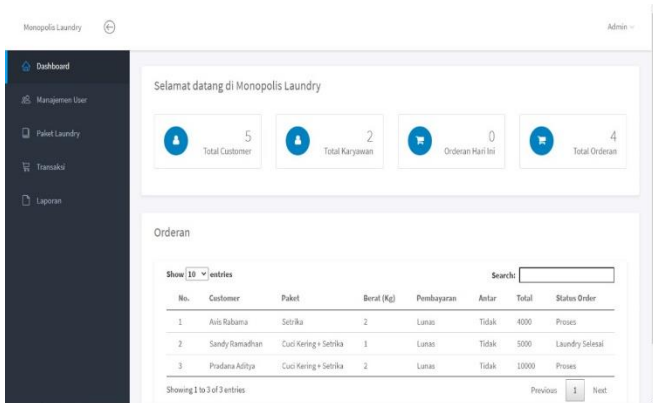 Monopolis Laundry
Admin
Dashboard
Manajemen User
Paket Laundry
Transaksi
Laporan
Selamat datang di Monopolis Laundry
5
Total Customer
2
Total Karyawan
0
Orderan Hari Ini
4
Total Orderan
Orderan
Show 10 entries Search:
No. Customer Paket Berat (Kg) Pembayaran Antar Total Status Order
1 Avis Rabama Setrika 2 Lunas Tidak 4000 Proses
2 Sandy Ramadhan Cuci Kering + Setrika 1 Lunas Tidak 5000 Laundry Selesai
3 Pradana Aditya Cuci Kering + Setrika 2 Lunas Tidak 10000 Proses
Showing 1 to 3 of 3 entries Previous 1 Next